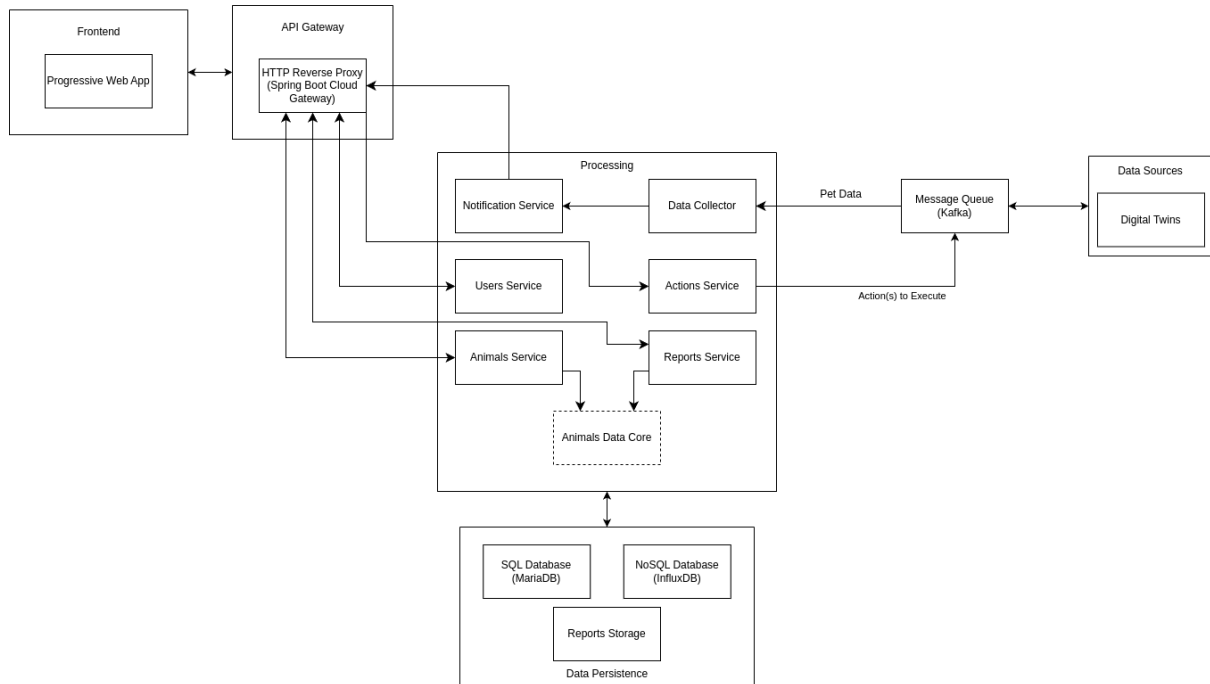 Frontend
Progressive Web App
API Gateway
HTTP Reverse Proxy
(Spring Boot Cloud
Gateway)
Processing
Notification Service
Data Collector
Users Service
Actions Service
Animals Service
Reports Service
Animals Data Core
Pet Data
Message Queue
(Kafka)
Action(s) to Execute
Data Sources
Digital Twins
SQL Database
(MariaDB)
NoSQL Database
(InfluxDB)
Reports Storage
Data Persistence